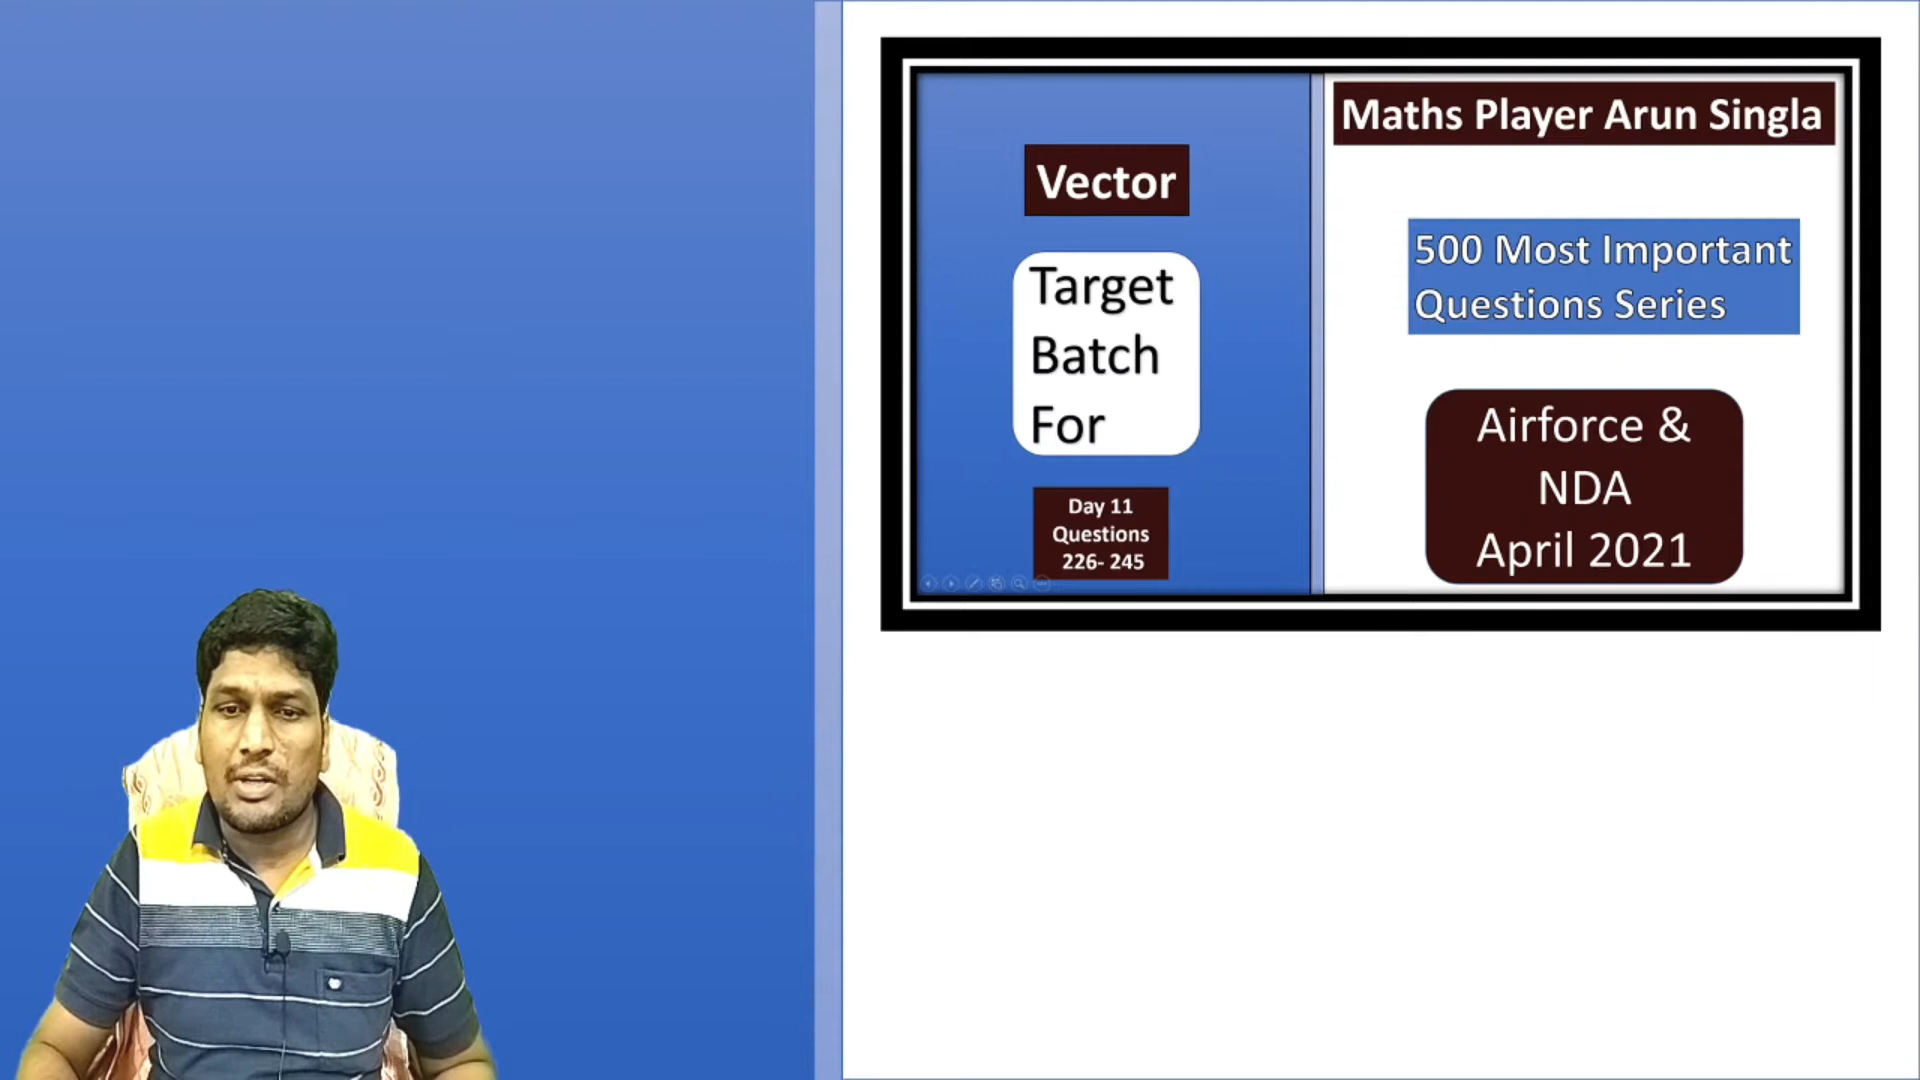 Maths Player Arun Singla
Vector
500 Most Important
Questions Series
Target
Batch
For
Airforce &
NDA
April 2021
Day 11
Questions
226- 245